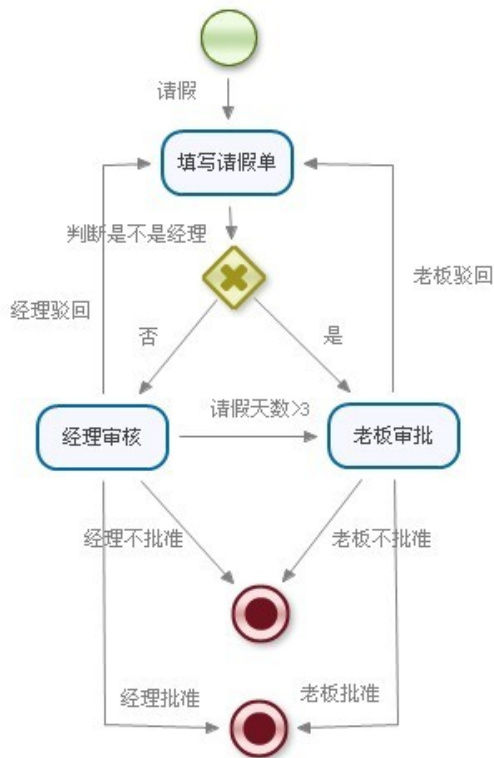 请假
填写请假单
判断是不是经理
老板驳回
经理驳回
否
是
请假天数>3
经理审核
老板审批
经理不批准
老板不批准
经理批准
老板批准